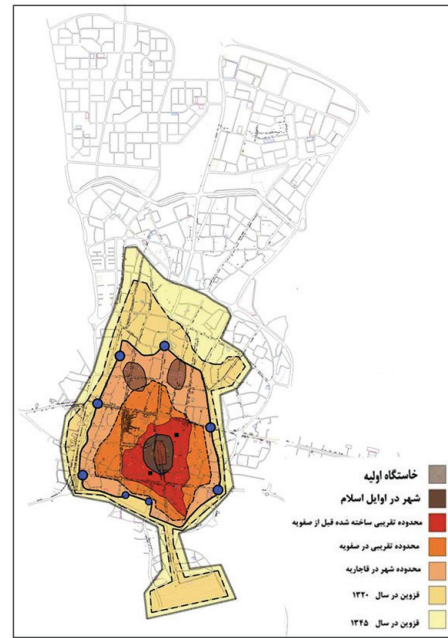 خاستگاه اولیه
شهر در اوایل اسلام
محدوده تقریبی ساخته شده قبل از صفویه
محدوده تقریبی در صفویه
محدوده شهر در قاجاریه
قزوین در سال ۱۳۲۰
قزوین در سال ۱۳۴۵